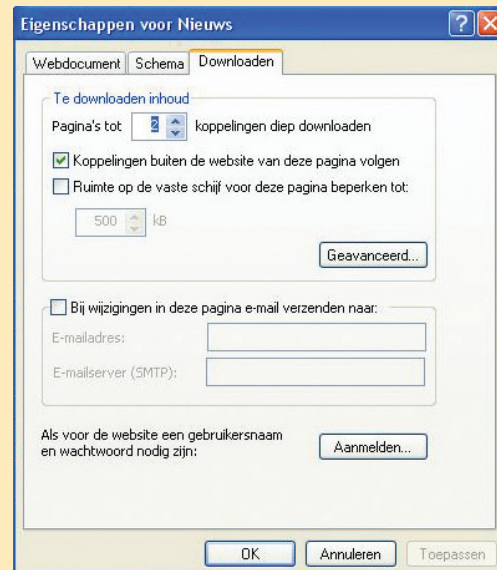 Eigenschappen voor Nieuws
Webdocument Schema Downloaden
Te downloaden inhoud
Pagina's tot 2 koppelingen diep downloaden
Koppelingen buiten de website van deze pagina volgen
Ruimte op de vaste schijf voor deze pagina beperken tot:
500 kB
Geavanceerd...
Bij wijzigingen in deze pagina e-mail verzenden naar:
E-mailadres:
E-mailserver (SMTP):
Als voor de website een gebruikersnaam
en wachtwoord nodig zijn:
Aanmelden...
OK Annuleren Toepassen